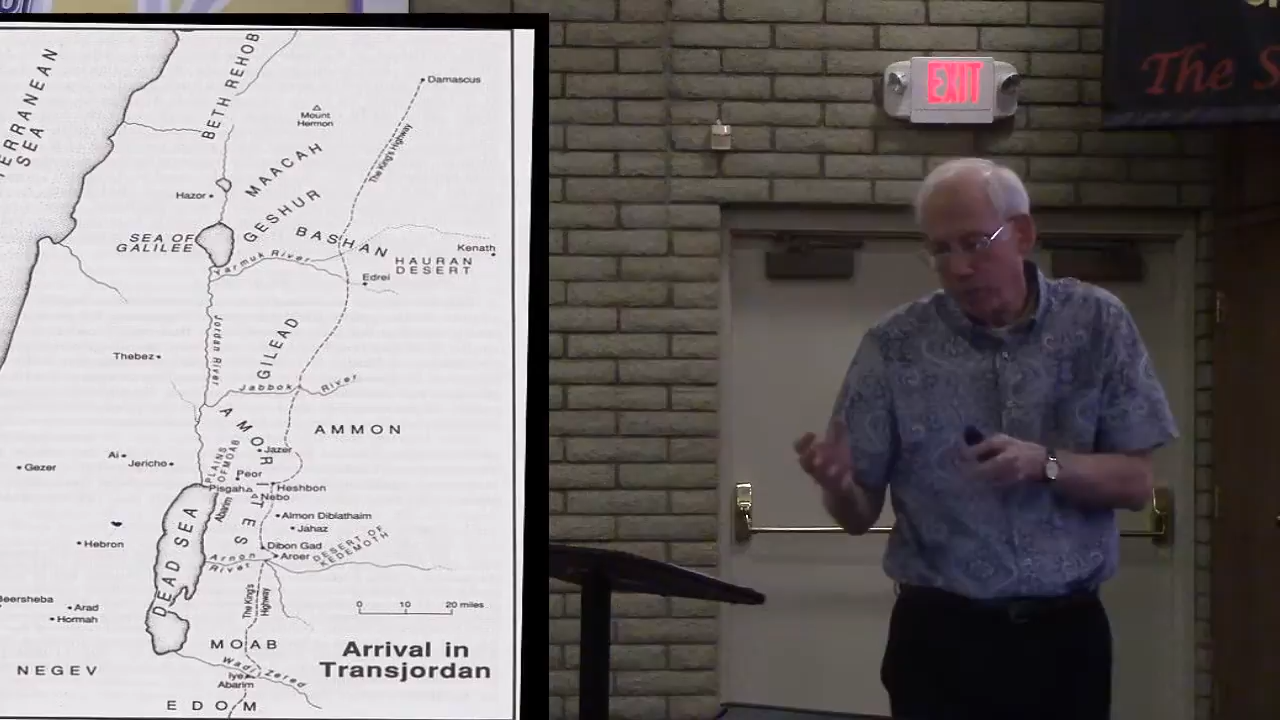 TERRANEAN
SEA
BETH REHOB
Damascus
Mount
Hermon
The King's Highway
MAACAH
Hazor
GESHUR
SEA OF
GALILEE
BASHAN
Kenath
HAURAN
DESERT
Yarmuk River
Edrei
Jordan River
GILEAD
Thebez
Jabbok River
AMORITES
AMMON
Jazer
PLAINS
OF MOAB
Ai
Jericho
Gezer
Peor
Pisgah
Heshbon
Nebo
Abarim
Almon Diblathaim
Jahaz
Hebron
DEAD SEA
Dibon Gad
Aroer
DESERT OF
KEDEMOTH
Arnon
River
Beersheba
Arad
Hormah
The King's
Highway
0 10 20 miles
MOAB
Arrival in
Transjordan
NEGEV
Wadi Zered
Iye
Abarim
EDOM
EXIT
The S